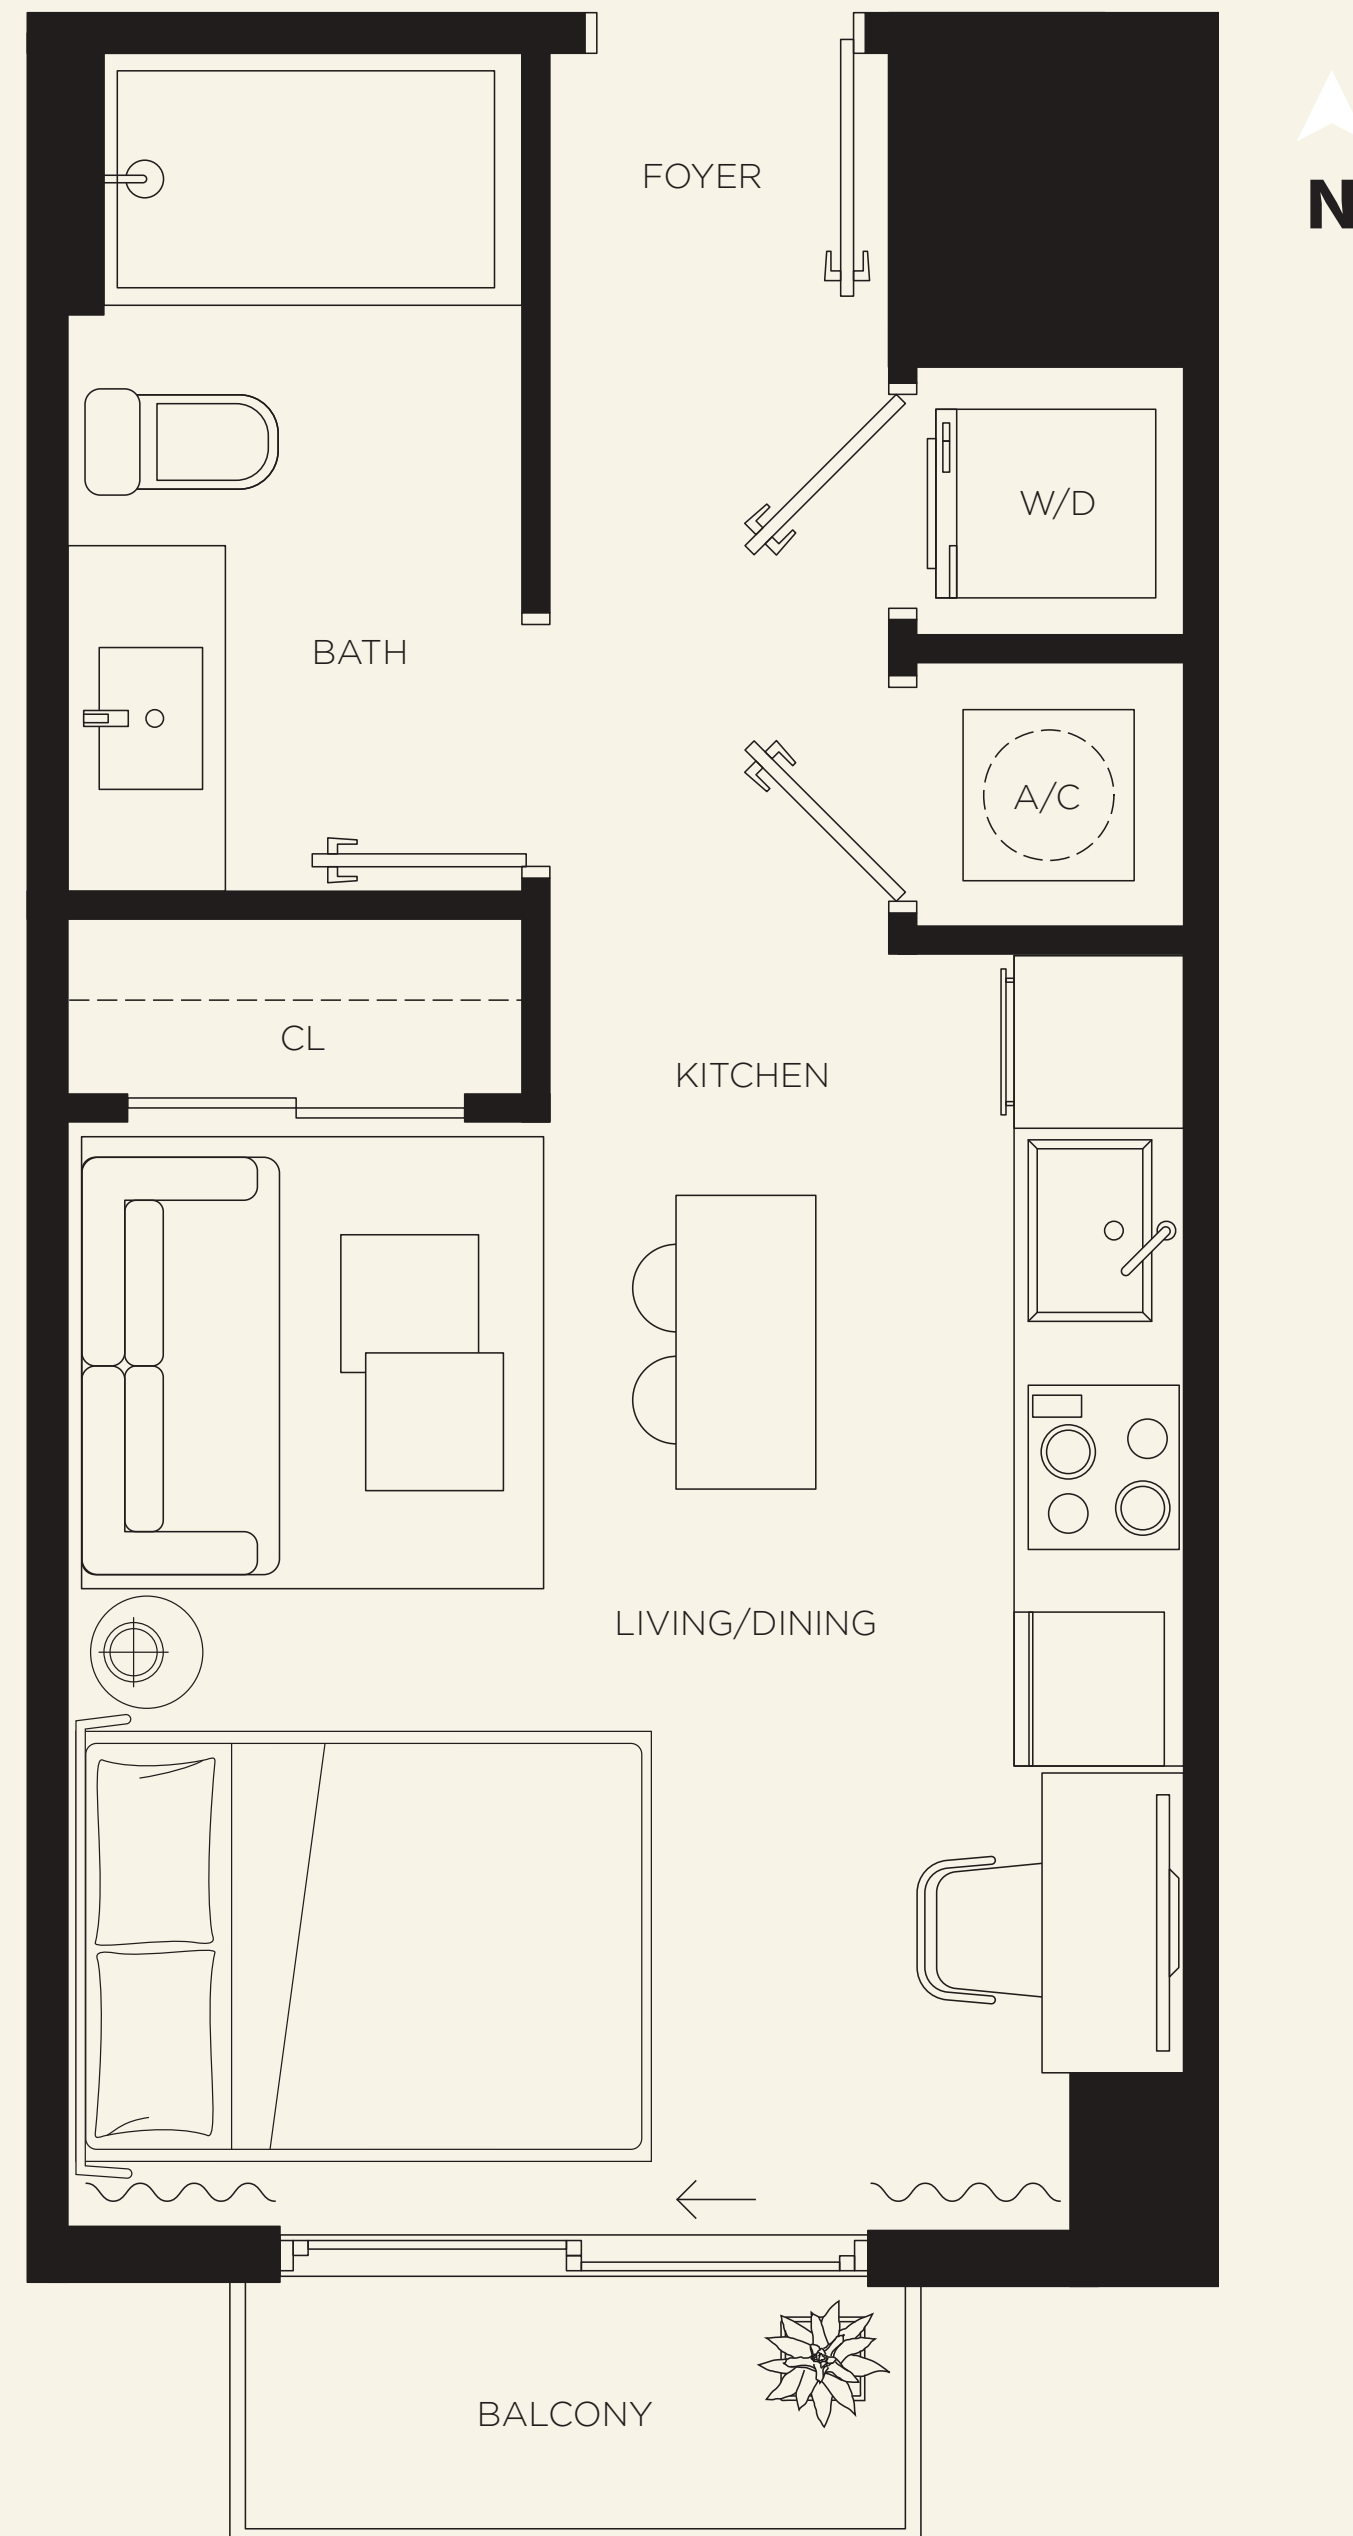 FOYER
N
W/D
BATH
A/C
CL
KITCHEN
LIVING/DINING
BALCONY